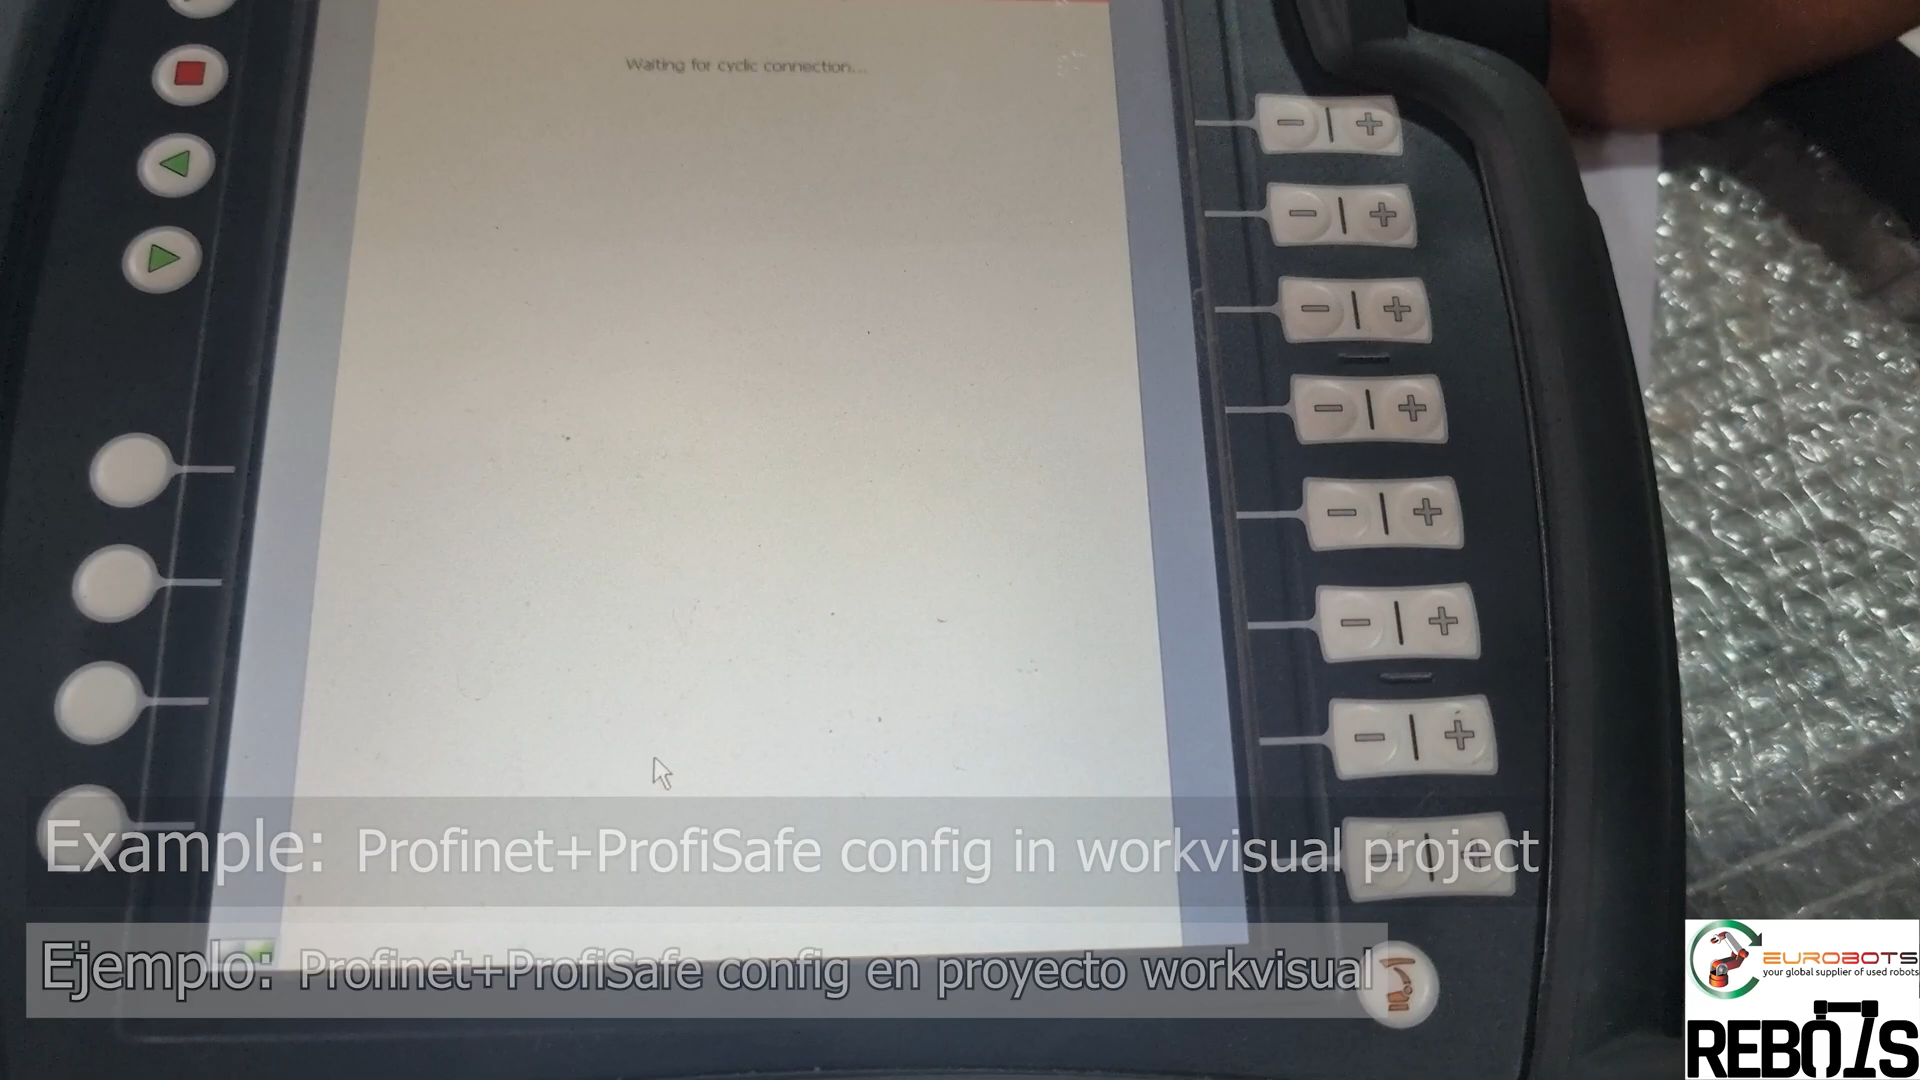 Waiting for cyclic connection...
Example: Profinet+ProfiSafe config in workvisual project
Ejemplo: Profinet+ProfiSafe config en proyecto workvisual
EUROBOTS
your global supplier of used robots
REBOTS